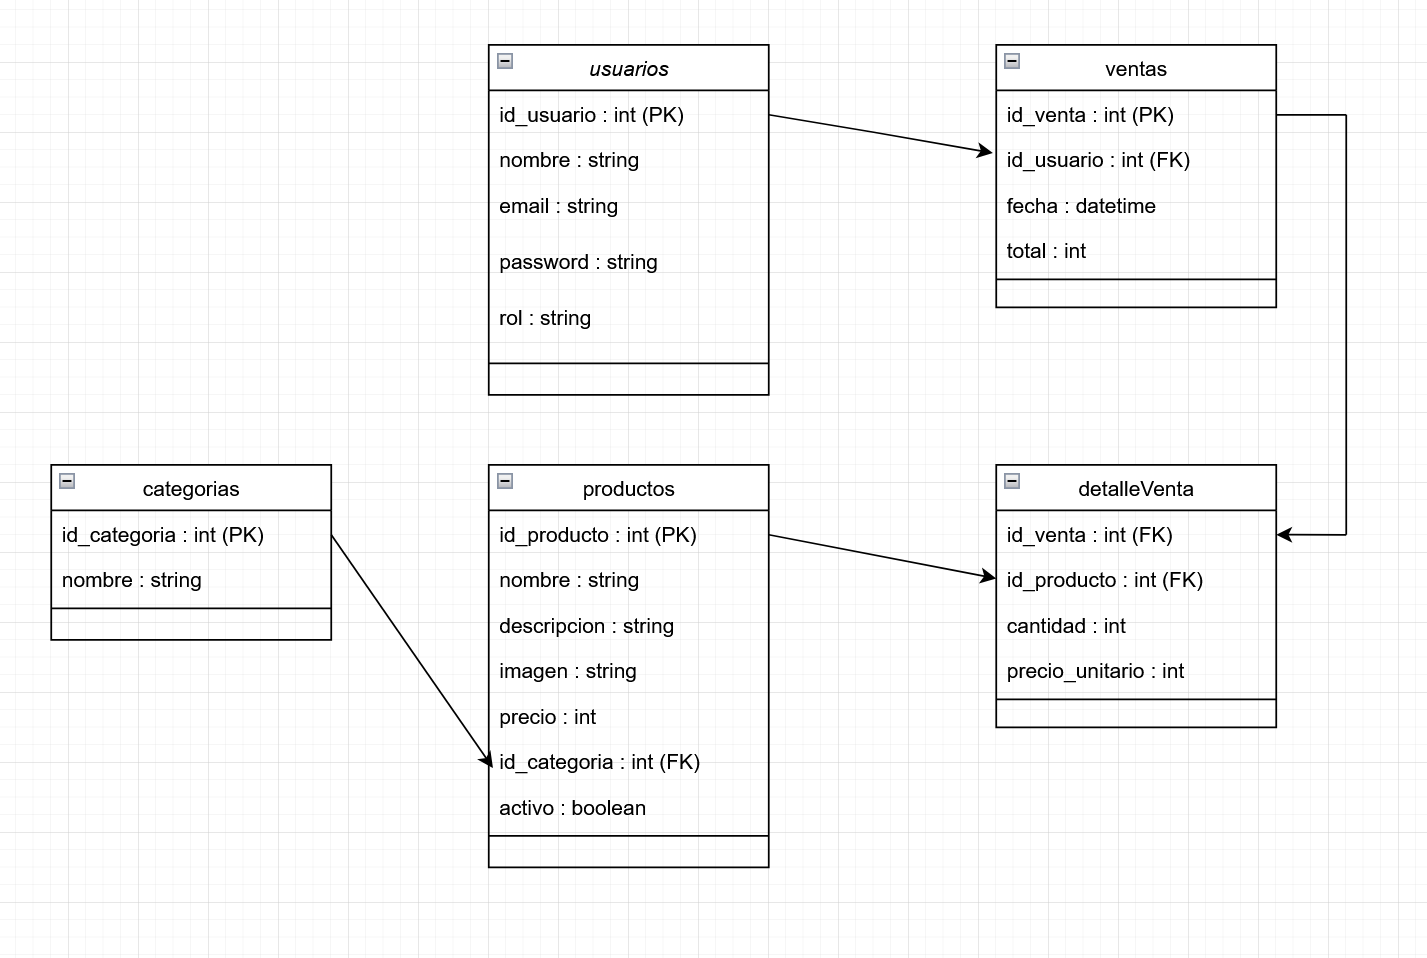 usuarios
id_usuario : int (PK)
nombre : string
email : string
password : string
rol : string
ventas
id_venta : int (PK)
id_usuario : int (FK)
fecha : datetime
total : int
categorias
id_categoria : int (PK)
nombre : string
productos
id_producto : int (PK)
nombre : string
descripcion : string
imagen : string
precio : int
id_categoria : int (FK)
activo : boolean
detalleVenta
id_venta : int (FK)
id_producto : int (FK)
cantidad : int
precio_unitario : int